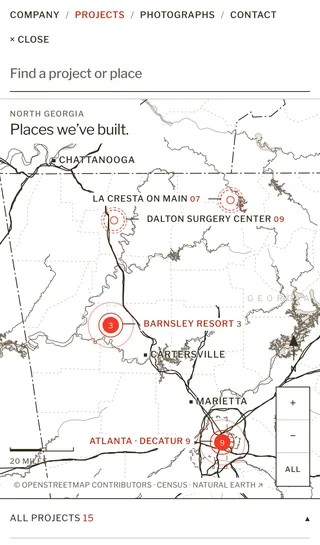 COMPANY / PROJECTS / PHOTOGRAPHS / CONTACT
× CLOSE
Find a project or place
NORTH GEORGIA
Places we've built.
CHATTANOOGA
LA CRESTA ON MAIN 07
DALTON SURGERY CENTER 09
GEORGIA
3
BARNSLEY RESORT 3
N
CARTERSVILLE
MARIETTA
+
ATLANTA · DECATUR 9
9
−
20 MILES
ALL
© OPENSTREETMAP CONTRIBUTORS · CENSUS · NATURAL EARTH ↗
ALL PROJECTS 15 ▲